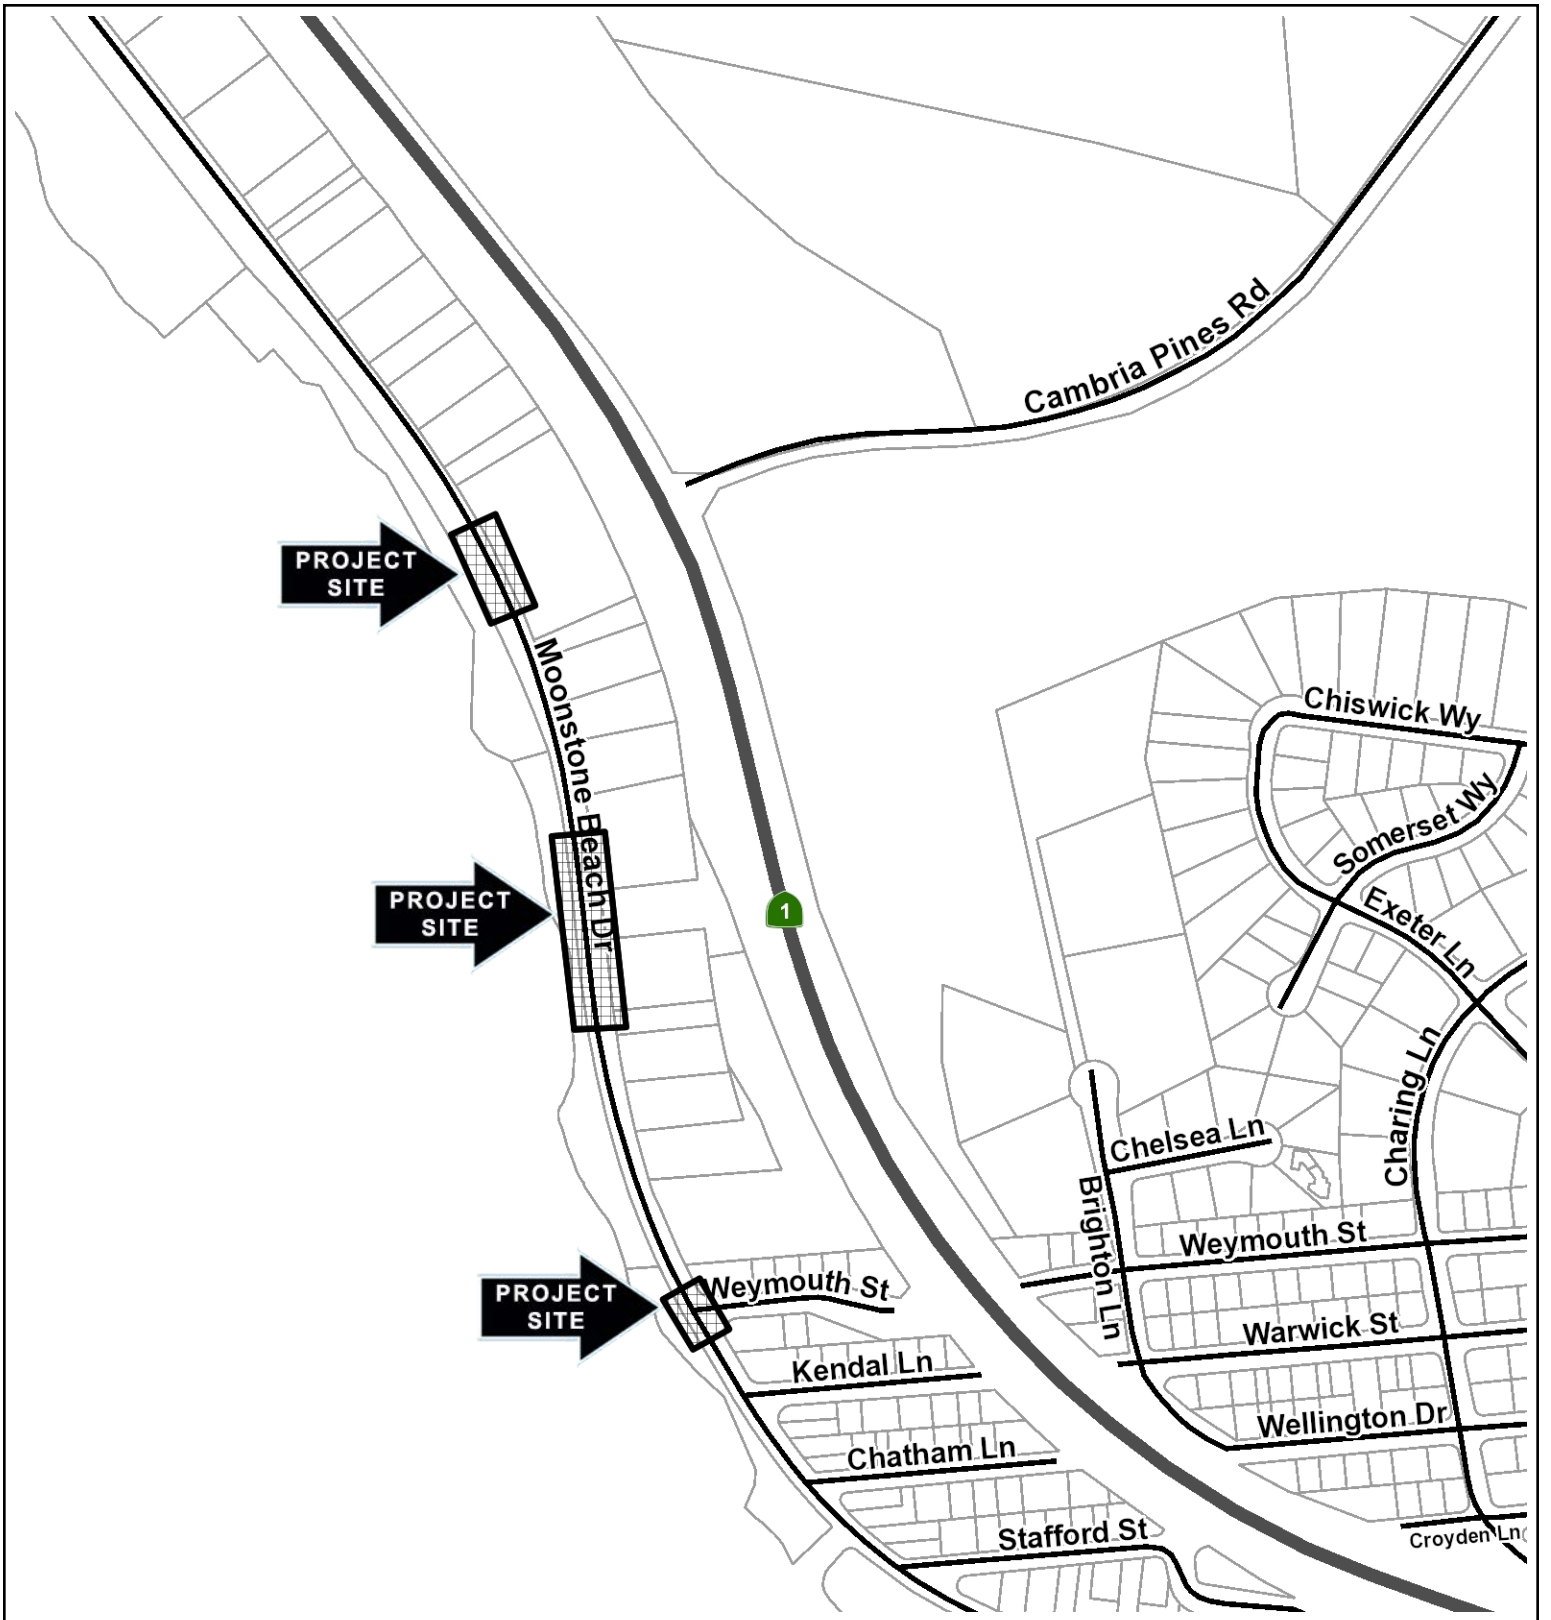 Cambria Pines Rd
PROJECT
SITE
Moonstone Beach Dr
Chiswick Wy
Somerset Wy
PROJECT
SITE
1
Exeter Ln
Charing Ln
Chelsea Ln
Brighton Ln
Weymouth St
PROJECT
SITE
Weymouth St
Warwick St
Kendal Ln
Wellington Dr
Chatham Ln
Stafford St
Croyden Ln